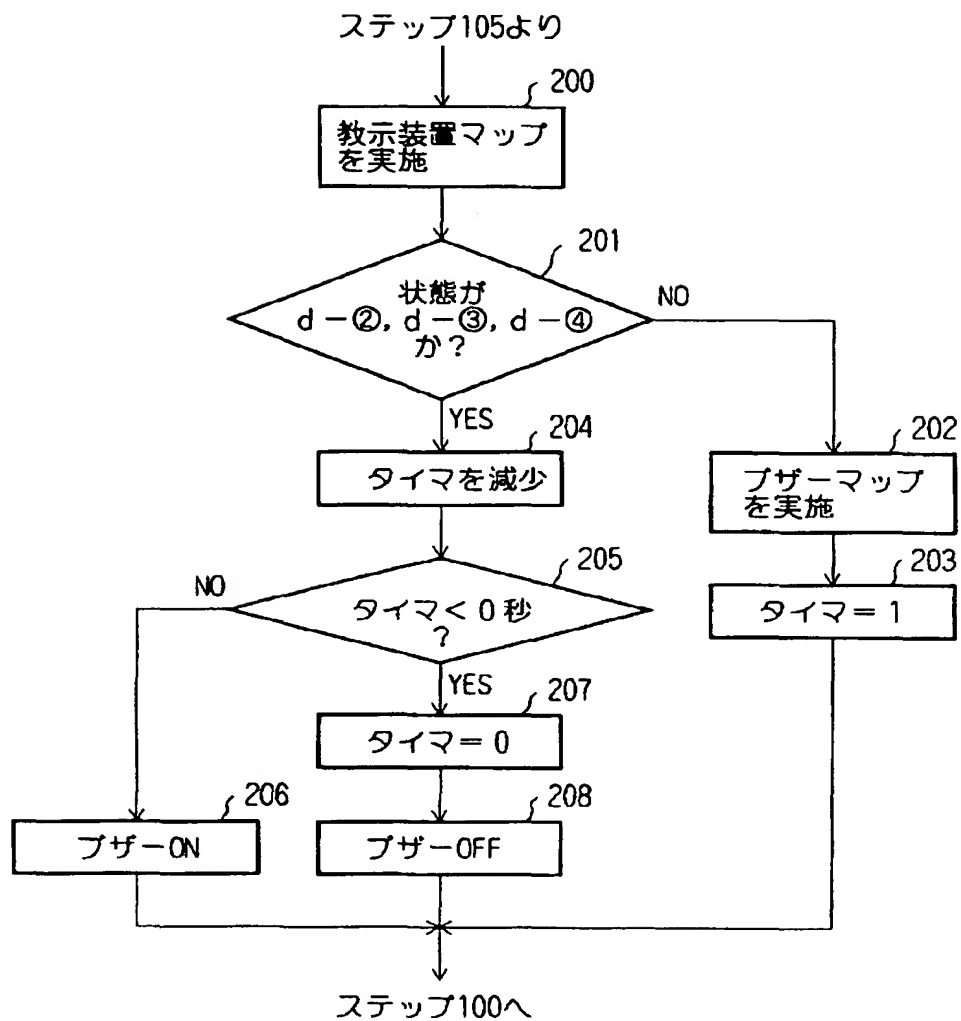 ステップ105より
200
教示装置マップ
を実施
201
状態が
d－②, d－③, d－④
か？
NO
YES
204
タイマを減少
202
ブザーマップ
を実施
203
タイマ＝1
205
NO
タイマ＜0秒
？
YES
207
タイマ＝0
206
ブザーON
208
ブザーOFF
ステップ100へ